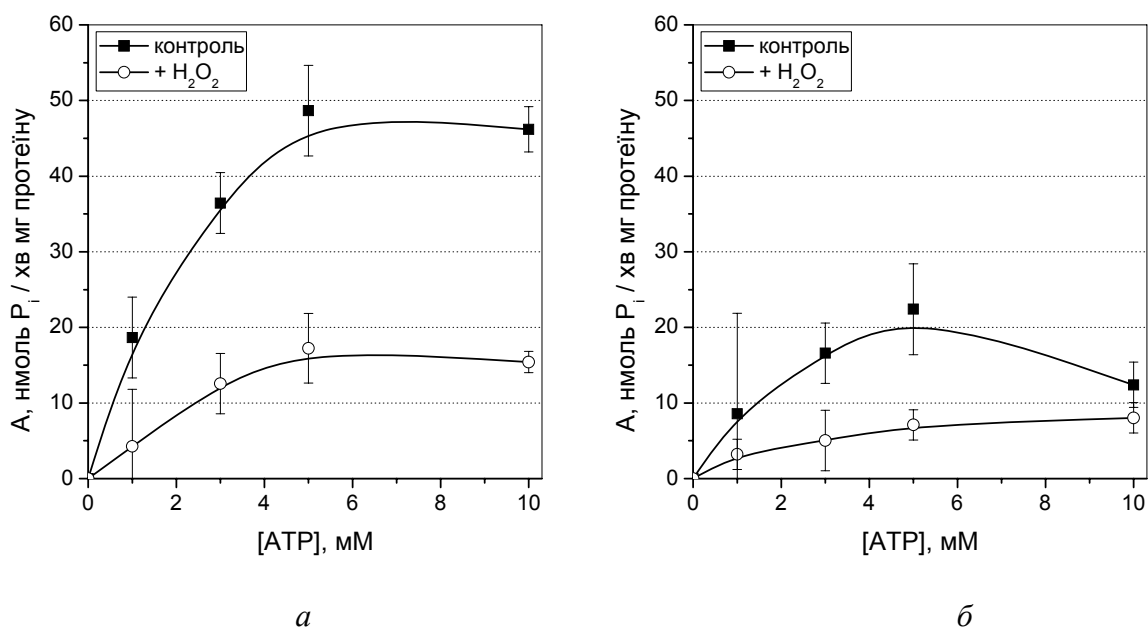 60
50
40
30
20
10
0
А, нмоль P_i / хв мг протеїну
контроль
+ H₂O₂
0 2 4 6 8 10
[ATP], мМ
а
60
50
40
30
20
10
0
А, нмоль P_i / хв мг протеїну
контроль
+ H₂O₂
0 2 4 6 8 10
[ATP], мМ
б